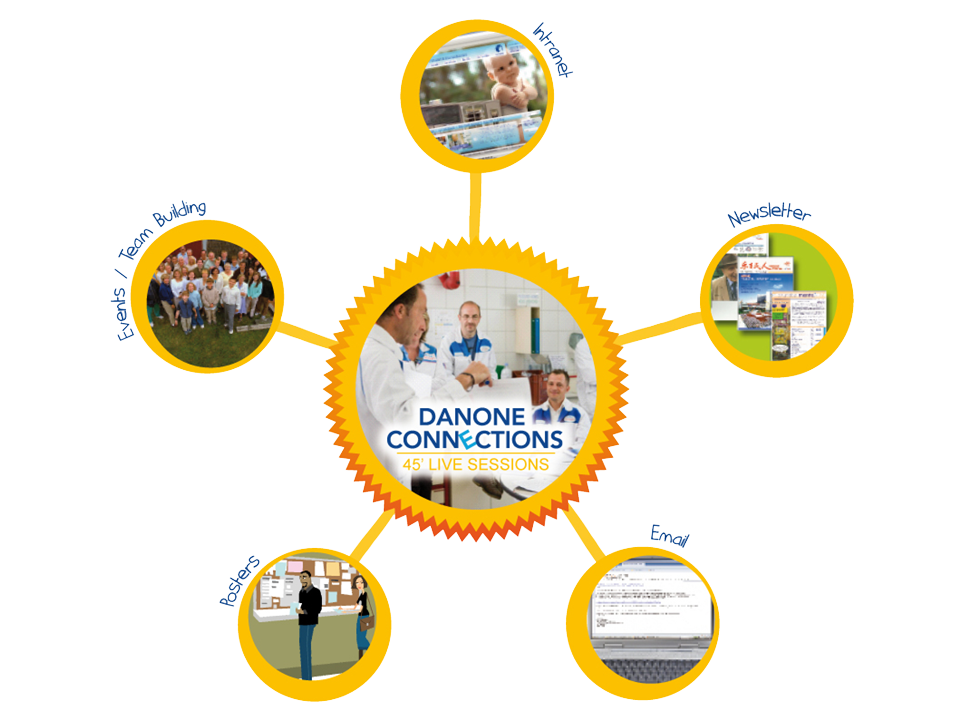 Intranet
Newsletter
Events / Team Building
DANONE
CONNECTIONS
45' LIVE SESSIONS
Email
Posters